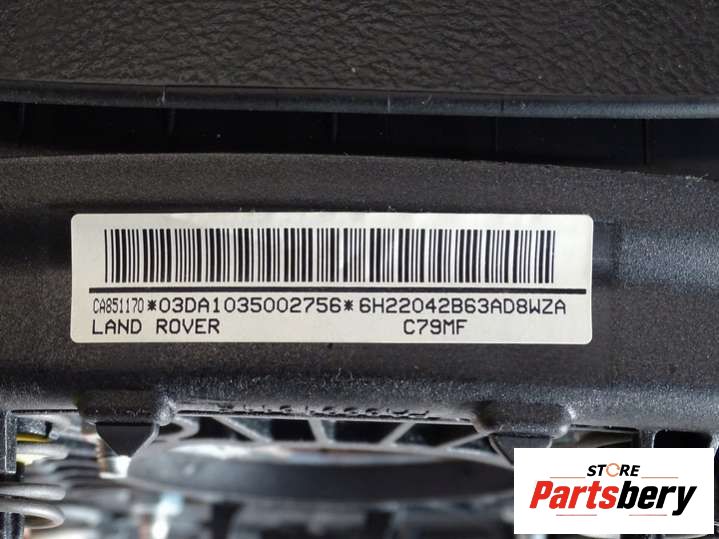 CA851170*03DA1035002756*6H22042B63AD8WZA
LAND ROVER C79MF
STORE
Partsbery